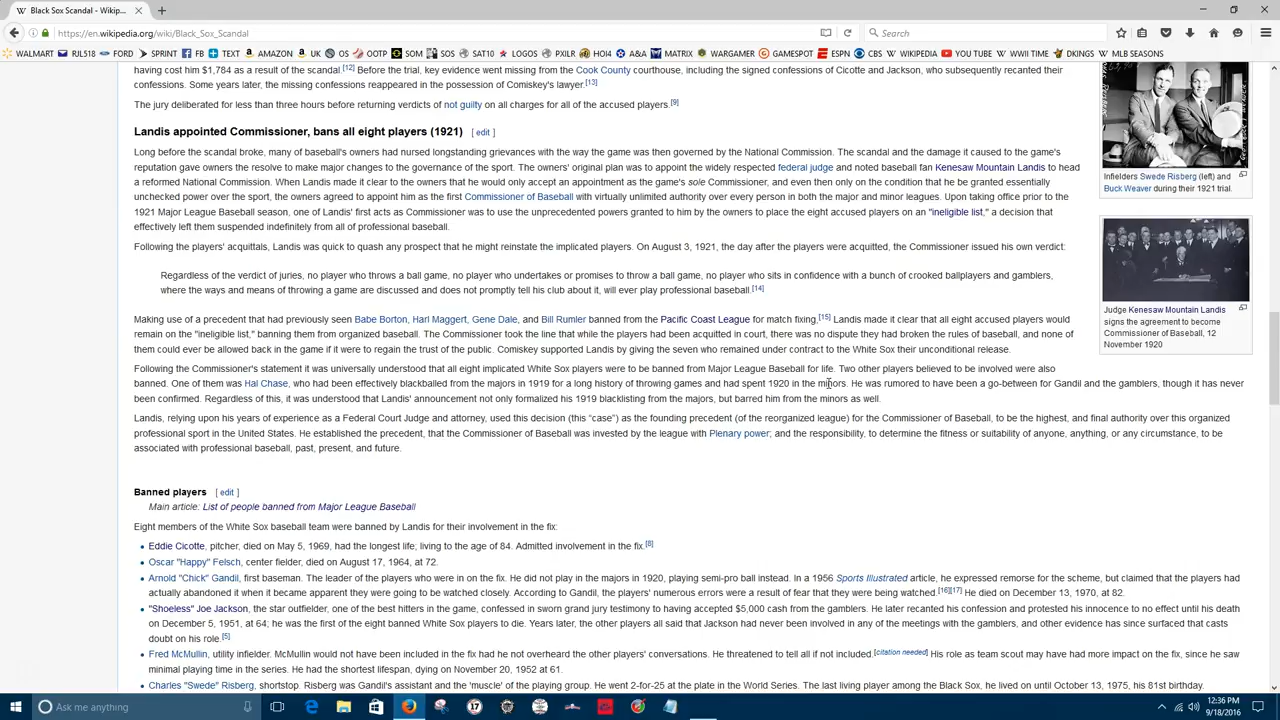 Black Sox Scandal - Wikip...
https://en.wikipedia.org/wiki/Black_Sox_Scandal
Search
WALMART RJL518 FORD SPRINT FB TEXT AMAZON UK OS OOTP SOM SOS SAT10 LOGOS PXLR HOI4 A&A MATRIX WARGAMER GAMESPOT ESPN CBS WIKIPEDIA YOU TUBE WWII TIME DKINGS MLB SEASONS
having cost him $1,784 as a result of the scandal.[12] Before the trial, key evidence went missing from the Cook County courthouse, including the signed confessions of Cicotte and Jackson, who subsequently recanted their
confessions. Some years later, the missing confessions reappeared in the possession of Comiskey's lawyer.[13]
The jury deliberated for less than three hours before returning verdicts of not guilty on all charges for all of the accused players.[9]
Landis appointed Commissioner, bans all eight players (1921) [ edit ]
Long before the scandal broke, many of baseball's owners had nursed longstanding grievances with the way the game was then governed by the National Commission. The scandal and the damage it caused to the game's
reputation gave owners the resolve to make major changes to the governance of the sport. The owners' original plan was to appoint the widely respected federal judge and noted baseball fan Kenesaw Mountain Landis to head
a reformed National Commission. When Landis made it clear to the owners that he would only accept an appointment as the game's sole Commissioner, and even then only on the condition that he be granted essentially
unchecked power over the sport, the owners agreed to appoint him as the first Commissioner of Baseball with virtually unlimited authority over every person in both the major and minor leagues. Upon taking office prior to the
1921 Major League Baseball season, one of Landis' first acts as Commissioner was to use the unprecedented powers granted to him by the owners to place the eight accused players on an "ineligible list," a decision that
effectively left them suspended indefinitely from all of professional baseball.
Following the players' acquittals, Landis was quick to quash any prospect that he might reinstate the implicated players. On August 3, 1921, the day after the players were acquitted, the Commissioner issued his own verdict:
Regardless of the verdict of juries, no player who throws a ball game, no player who undertakes or promises to throw a ball game, no player who sits in confidence with a bunch of crooked ballplayers and gamblers,
where the ways and means of throwing a game are discussed and does not promptly tell his club about it, will ever play professional baseball.[14]
Making use of a precedent that had previously seen Babe Borton, Harl Maggert, Gene Dale, and Bill Rumler banned from the Pacific Coast League for match fixing,[15] Landis made it clear that all eight accused players would
remain on the "ineligible list," banning them from organized baseball. The Commissioner took the line that while the players had been acquitted in court, there was no dispute they had broken the rules of baseball, and none of
them could ever be allowed back in the game if it were to regain the trust of the public. Comiskey supported Landis by giving the seven who remained under contract to the White Sox their unconditional release.
Following the Commissioner's statement it was universally understood that all eight implicated White Sox players were to be banned from Major League Baseball for life. Two other players believed to be involved were also
banned. One of them was Hal Chase, who had been effectively blackballed from the majors in 1919 for a long history of throwing games and had spent 1920 in the minors. He was rumored to have been a go-between for Gandil and the gamblers, though it has never
been confirmed. Regardless of this, it was understood that Landis' announcement not only formalized his 1919 blacklisting from the majors, but barred him from the minors as well.
Landis, relying upon his years of experience as a Federal Court Judge and attorney, used this decision (this “case”) as the founding precedent (of the reorganized league) for the Commissioner of Baseball, to be the highest, and final authority over this organized
professional sport in the United States. He established the precedent, that the Commissioner of Baseball was invested by the league with Plenary power; and the responsibility, to determine the fitness or suitability of anyone, anything, or any circumstance, to be
associated with professional baseball, past, present, and future.
Infielders Swede Risberg (left) and
Buck Weaver during their 1921 trial.
Judge Kenesaw Mountain Landis
signs the agreement to become
Commissioner of Baseball, 12
November 1920
Banned players [ edit ]
Main article: List of people banned from Major League Baseball
Eight members of the White Sox baseball team were banned by Landis for their involvement in the fix:
• Eddie Cicotte, pitcher, died on May 5, 1969, had the longest life; living to the age of 84. Admitted involvement in the fix.[8]
• Oscar "Happy" Felsch, center fielder, died on August 17, 1964, at 72.
• Arnold "Chick" Gandil, first baseman. The leader of the players who were in on the fix. He did not play in the majors in 1920, playing semi-pro ball instead. In a 1956 Sports Illustrated article, he expressed remorse for the scheme, but claimed that the players had
actually abandoned it when it became apparent they were going to be watched closely. According to Gandil, the players' numerous errors were a result of fear that they were being watched.[16][17] He died on December 13, 1970, at 82.
• "Shoeless" Joe Jackson, the star outfielder, one of the best hitters in the game, confessed in sworn grand jury testimony to having accepted $5,000 cash from the gamblers. He later recanted his confession and protested his innocence to no effect until his death
on December 5, 1951, at 64; he was the first of the eight banned White Sox players to die. Years later, the other players all said that Jackson had never been involved in any of the meetings with the gamblers, and other evidence has since surfaced that casts
doubt on his role.[5]
• Fred McMullin, utility infielder. McMullin would not have been included in the fix had he not overheard the other players' conversations. He threatened to tell all if not included.[citation needed] His role as team scout may have had more impact on the fix, since he saw
minimal playing time in the series. He had the shortest lifespan, dying on November 20, 1952 at 61.
• Charles "Swede" Risberg, shortstop. Risberg was Gandil's assistant and the 'muscle' of the playing group. He went 2-for-25 at the plate in the World Series. The last living player among the Black Sox, he lived on until October 13, 1975, his 81st birthday.
Ask me anything
12:36 PM
9/18/2016